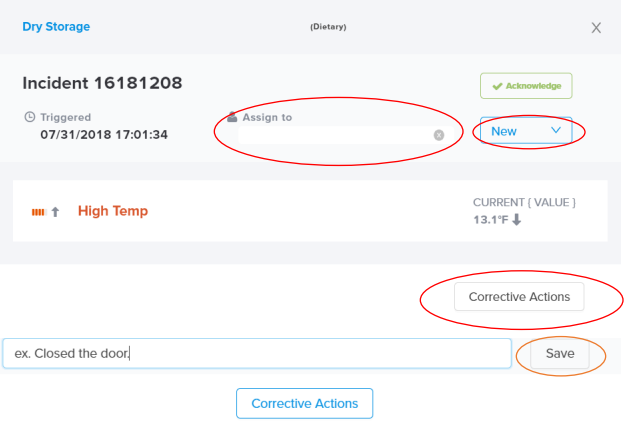 Dry Storage (Dietary) X
Incident 16181208
Acknowledge
Triggered Assign to
07/31/2018 17:01:34
New
High Temp
CURRENT { VALUE }
13.1°F
Corrective Actions
ex. Closed the door.
Save
Corrective Actions